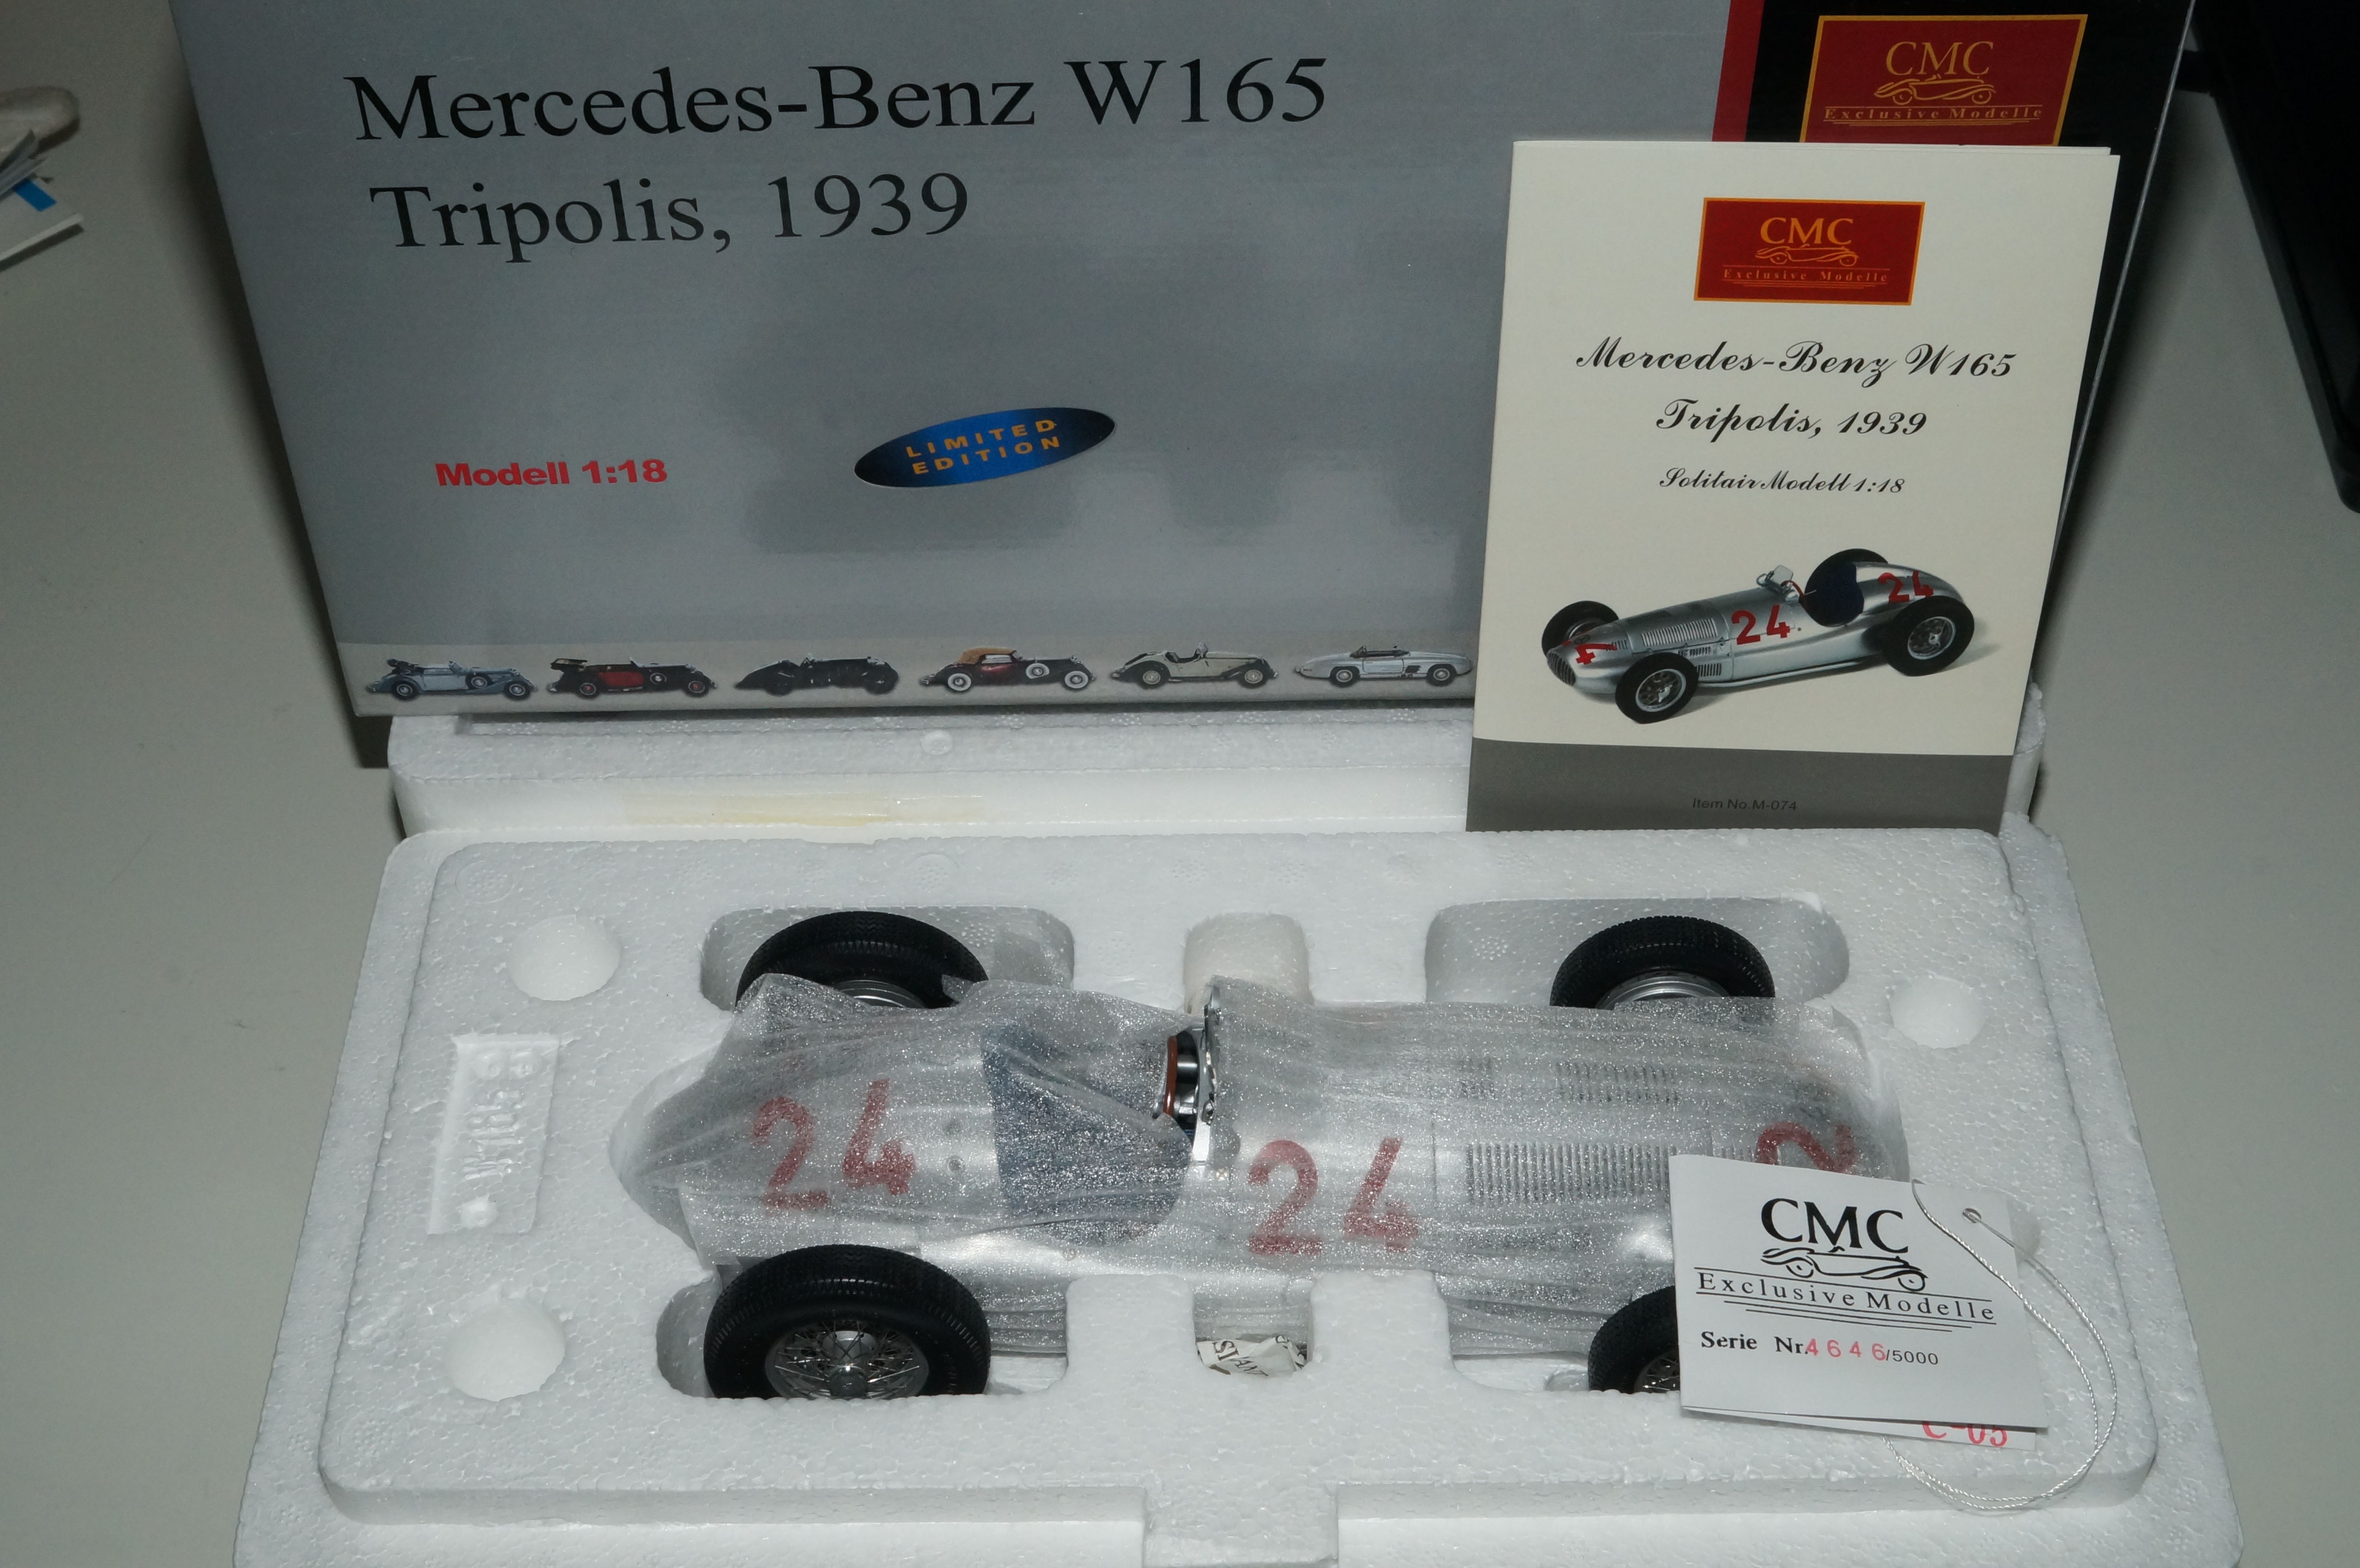 Mercedes-Benz W165
Tripolis, 1939
LIMITED
EDITION
Modell 1:18
CMC
Exclusive Modelle
CMC
Exclusive Modelle
Mercedes-Benz W165
Tripolis, 1939
Solitair Modell 1:18
24
24
Item No.M-074
24
24
2
CMC
Exclusive Modelle
Serie Nr.4646/5000
C-05